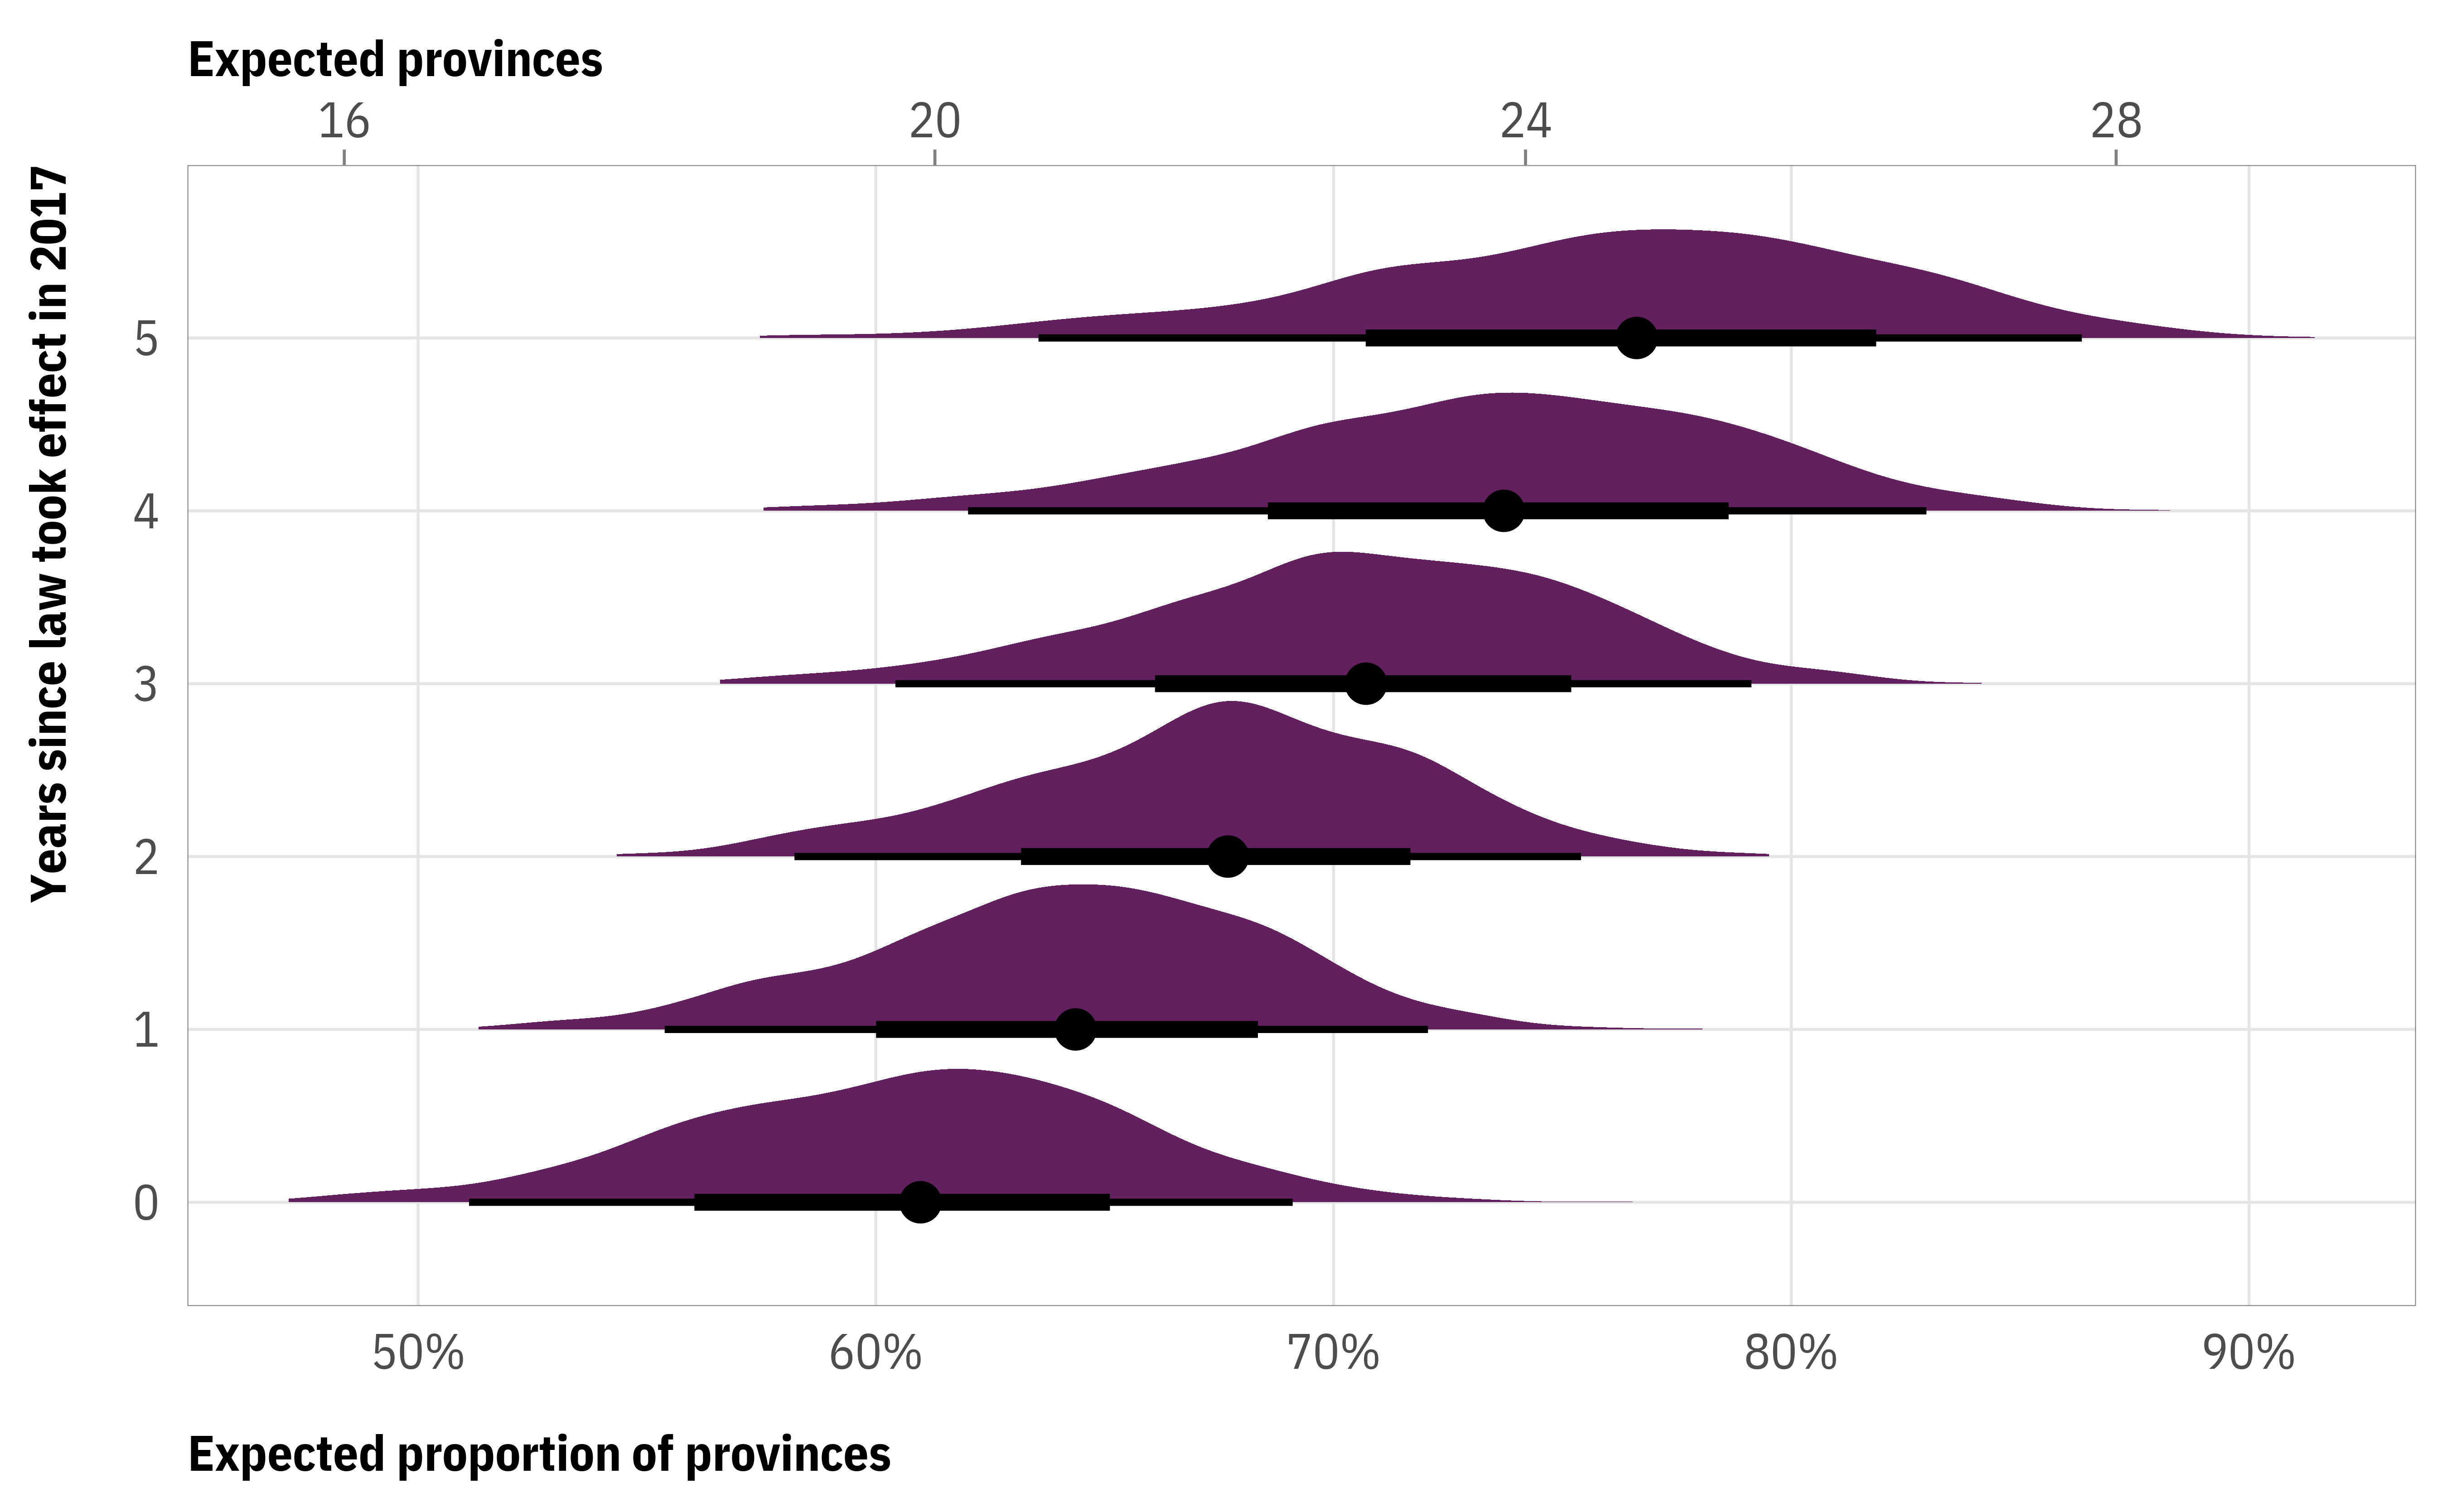 Expected provinces
16 20 24 28
Years since law took effect in 2017
5
4
3
2
1
0
50% 60% 70% 80% 90%
Expected proportion of provinces